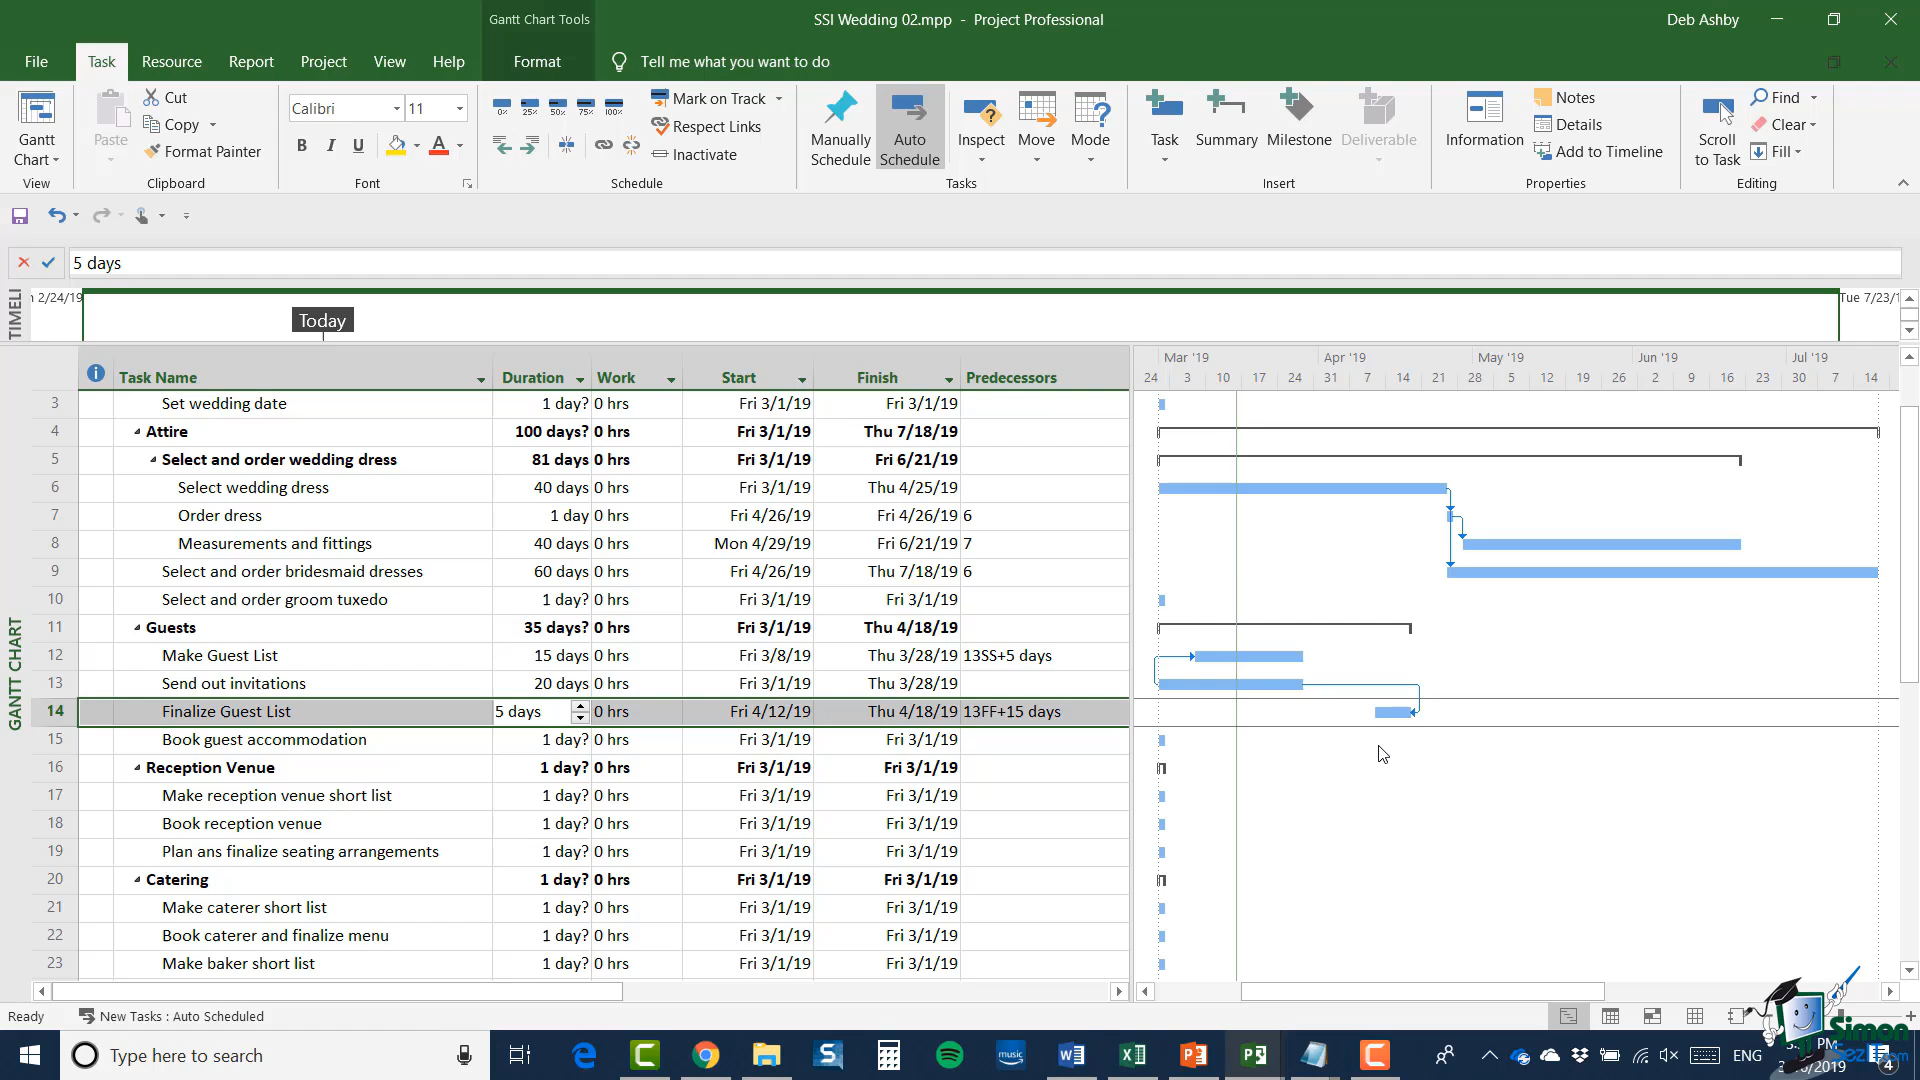 Gantt Chart Tools SSI Wedding 02.mpp - Project Professional Deb Ashby
File Task Resource Report Project View Help Format Tell me what you want to do
Gantt Chart
View
Paste
Cut
Copy
Format Painter
Clipboard
Calibri 11
B I U A
Font
0% 25% 50% 75% 100%
Mark on Track
Respect Links
Inactivate
Schedule
Manually Schedule
Auto Schedule
Inspect
Move
Mode
Tasks
Task
Summary
Milestone
Deliverable
Insert
Information
Notes
Details
Add to Timeline
Properties
Scroll to Task
Find
Clear
Fill
Editing
5 days
TIMELI
2/24/19
Today
Tue 7/23/1
GANTT CHART
Task Name Duration Work Start Finish Predecessors
3 Set wedding date 1 day? 0 hrs Fri 3/1/19 Fri 3/1/19
4 Attire 100 days? 0 hrs Fri 3/1/19 Thu 7/18/19
5 Select and order wedding dress 81 days 0 hrs Fri 3/1/19 Fri 6/21/19
6 Select wedding dress 40 days 0 hrs Fri 3/1/19 Thu 4/25/19
7 Order dress 1 day 0 hrs Fri 4/26/19 Fri 4/26/19 6
8 Measurements and fittings 40 days 0 hrs Mon 4/29/19 Fri 6/21/19 7
9 Select and order bridesmaid dresses 60 days 0 hrs Fri 4/26/19 Thu 7/18/19 6
10 Select and order groom tuxedo 1 day? 0 hrs Fri 3/1/19 Fri 3/1/19
11 Guests 35 days? 0 hrs Fri 3/1/19 Thu 4/18/19
12 Make Guest List 15 days 0 hrs Fri 3/8/19 Thu 3/28/19 13SS+5 days
13 Send out invitations 20 days 0 hrs Fri 3/1/19 Thu 3/28/19
14 Finalize Guest List 5 days 0 hrs Fri 4/12/19 Thu 4/18/19 13FF+15 days
15 Book guest accommodation 1 day? 0 hrs Fri 3/1/19 Fri 3/1/19
16 Reception Venue 1 day? 0 hrs Fri 3/1/19 Fri 3/1/19
17 Make reception venue short list 1 day? 0 hrs Fri 3/1/19 Fri 3/1/19
18 Book reception venue 1 day? 0 hrs Fri 3/1/19 Fri 3/1/19
19 Plan ans finalize seating arrangements 1 day? 0 hrs Fri 3/1/19 Fri 3/1/19
20 Catering 1 day? 0 hrs Fri 3/1/19 Fri 3/1/19
21 Make caterer short list 1 day? 0 hrs Fri 3/1/19 Fri 3/1/19
22 Book caterer and finalize menu 1 day? 0 hrs Fri 3/1/19 Fri 3/1/19
23 Make baker short list 1 day? 0 hrs Fri 3/1/19 Fri 3/1/19
Mar '19 Apr '19 May '19 Jun '19 Jul '19
24 3 10 17 24 31 7 14 21 28 5 12 19 26 2 9 16 23 30 7 14
Ready New Tasks : Auto Scheduled
Type here to search
music
ENG
PM
/2019
4
Simon
Sez IT.com